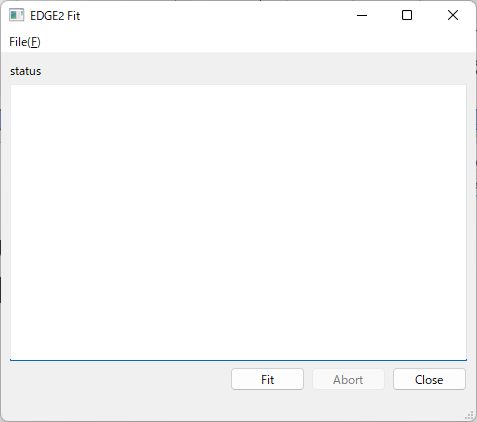 EDGE2 Fit
File(F)
status
Fit
Abort
Close